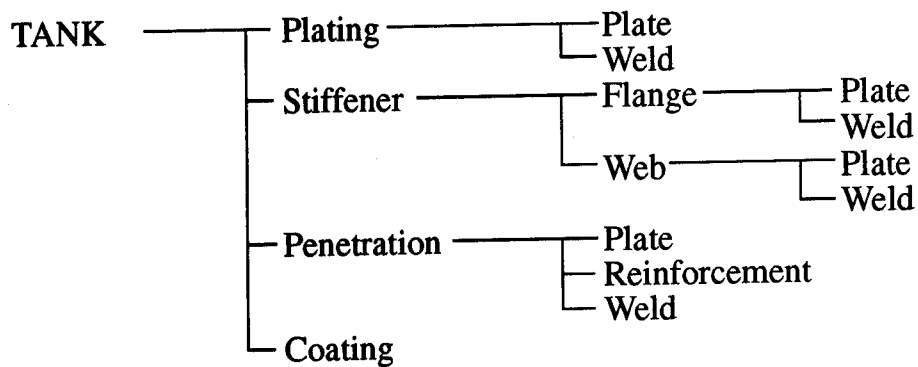 TANK Plating Plate
Weld
Stiffener Flange Plate
Weld
Web Plate
Weld
Penetration Plate
Reinforcement
Weld
Coating